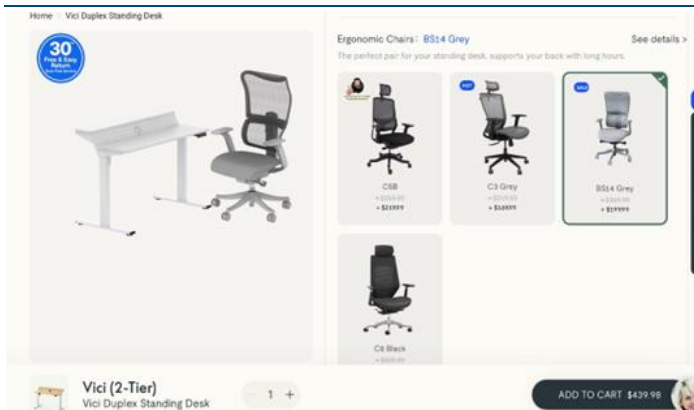 Home Vici Duplex Standing Desk
30
Free & Easy
Return
Ergonomic Chairs: BS14 Grey
See details >
The perfect pair for your standing desk, supports your back with long hours.
HOT
SALE
C5B
C3 Grey
BS14 Grey
+ $219.99
+ $169.99
+ $199.99
C8 Black
Vici (2-Tier)
Vici Duplex Standing Desk
1 +
ADD TO CART $439.98